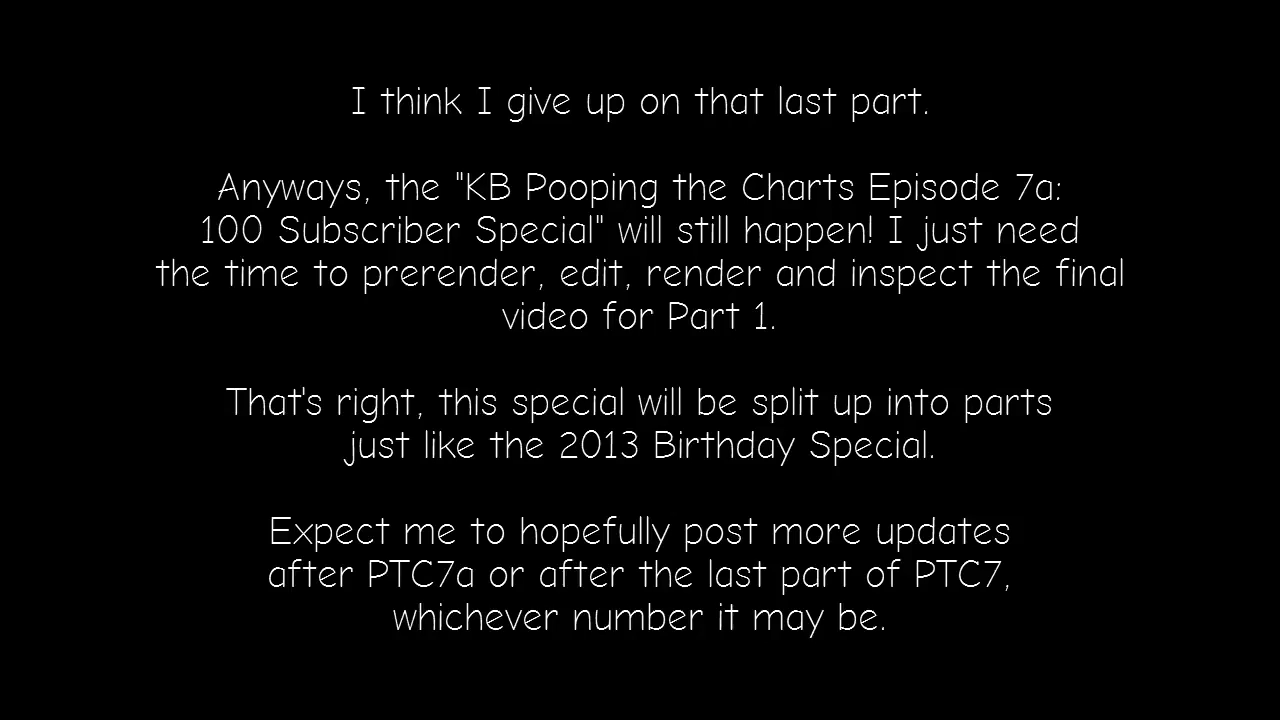 I think I give up on that last part.
Anyways, the "KB Pooping the Charts Episode 7a:
100 Subscriber Special" will still happen! I just need
the time to prerender, edit, render and inspect the final
video for Part 1.
That's right, this special will be split up into parts
just like the 2013 Birthday Special.
Expect me to hopefully post more updates
after PTC7a or after the last part of PTC7,
whichever number it may be.